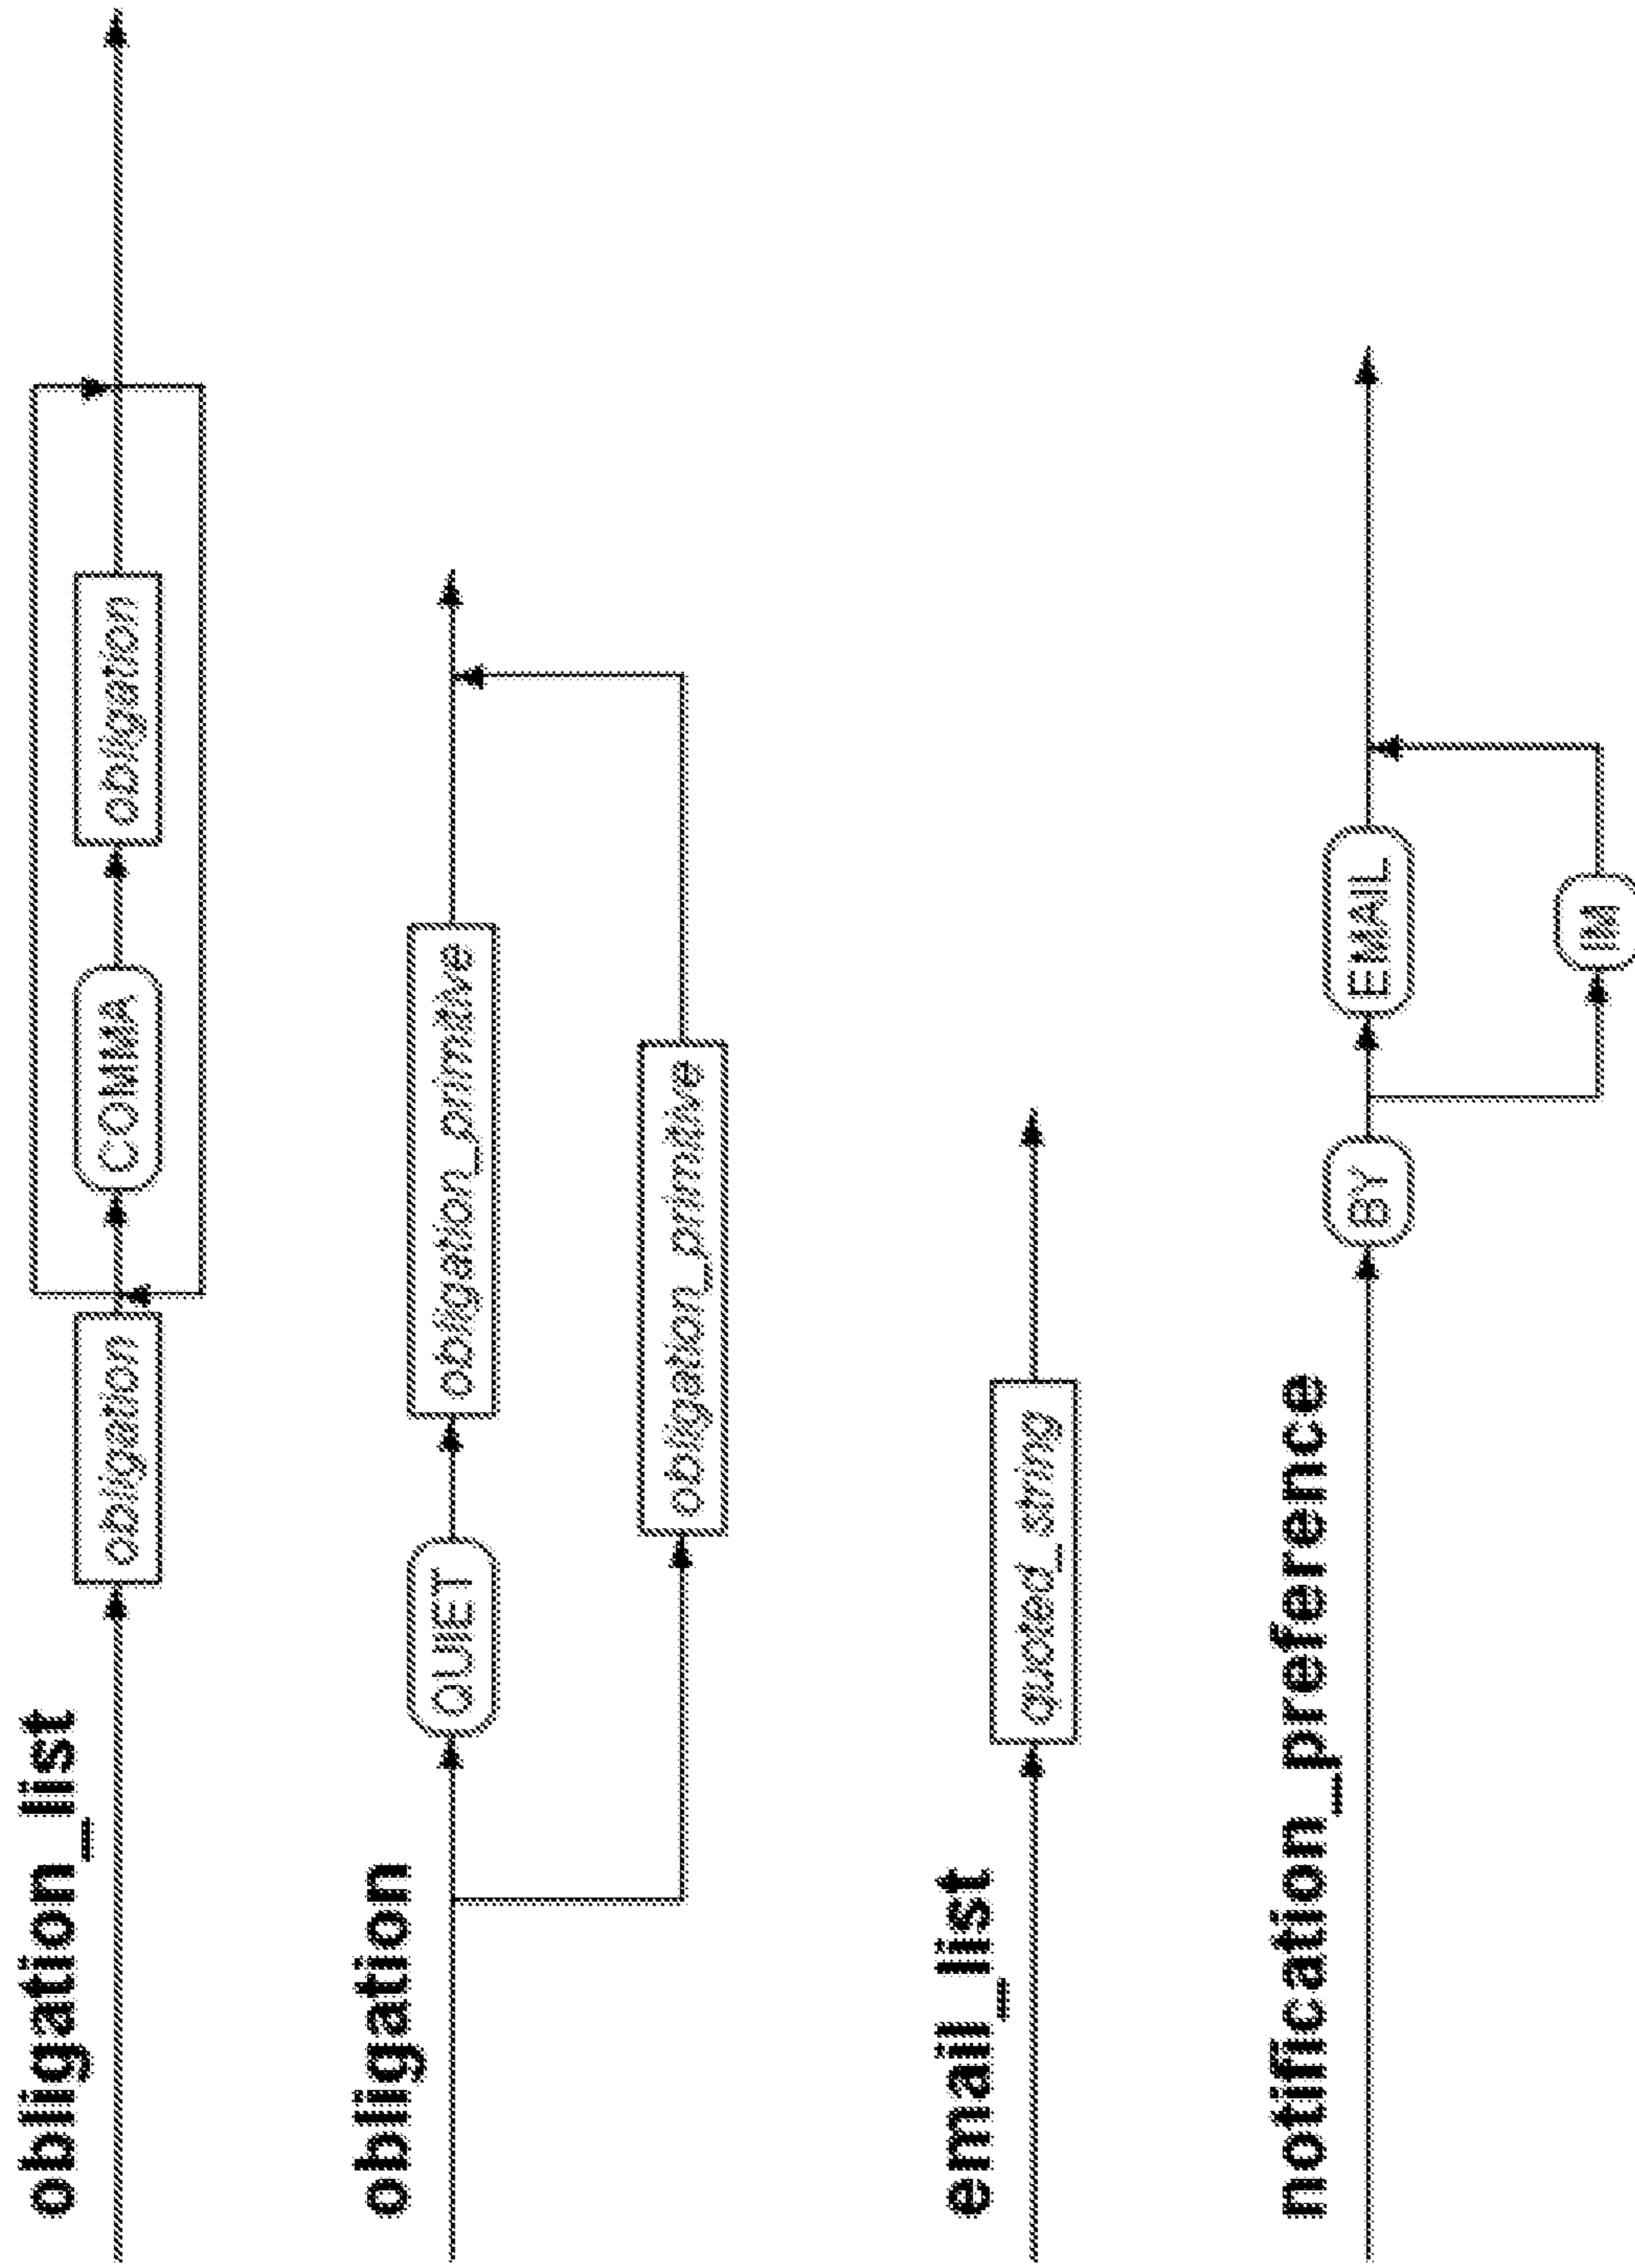 obligation_list
obligation COMMA obligation
obligation
QUIET obligation_primitive
obligation_primitive
email_list
quoted_string
notification_preference
BY EMAIL
IM